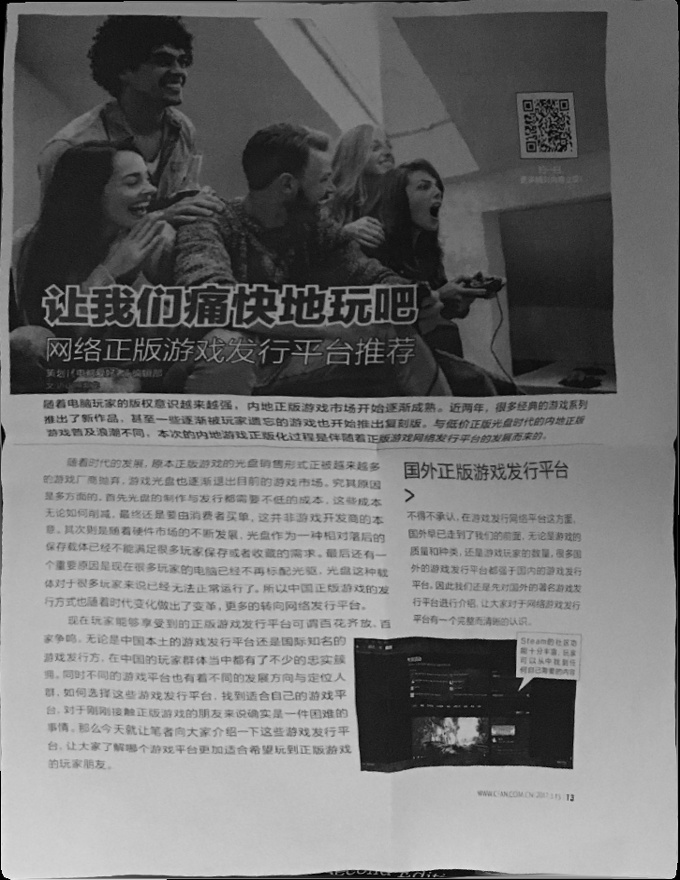 扫一扫
让我们痛快地玩吧
网络正版游戏发行平台推荐
随着电脑玩家的版权意识越来越强，内地正版游戏市场开始逐渐成熟。近两年，很多经典的游戏系列
推出了新作品，甚至一些逐渐被玩家遗忘的游戏也开始推出复刻版。与低价正版光盘时代的内地正版
游戏普及浪潮不同，本次的内地游戏正版化过程是伴随着正版游戏网络发行平台的发展而来的。
随着时代的发展，原本正版游戏的光盘销售形式正被越来越多
的游戏厂商抛弃，游戏光盘也逐渐退出目前的游戏市场。究其原因
是多方面的，首先光盘的制作与发行都需要不低的成本，这些成本
无论如何削减，最终还是要由消费者买单，这并非游戏开发商的本
意。其次则是随着硬件市场的不断发展，光盘作为一种相对落后的
保存载体已经不能满足很多玩家保存或者收藏的需求。最后还有一
个重要原因是现在很多玩家的电脑已经不再标配光驱，光盘这种载
体对于很多玩家来说已经无法正常运行了。所以中国正版游戏的发
行方式也随着时代变化做出了变革，更多的转向网络发行平台。
现在玩家能够享受到的正版游戏发行平台可谓百花齐放、百
家争鸣，无论是中国本土的游戏发行平台还是国际知名的
游戏发行方，在中国的玩家群体当中都有了不少的忠实簇
拥。同时不同的游戏平台也有着不同的发展方向与定位人
群，如何选择这些游戏发行平台，找到适合自己的游戏平
台，对于刚刚接触正版游戏的朋友来说确实是一件困难的
事情。那么今天就让笔者向大家介绍一下这些游戏发行平
台，让大家了解哪个游戏平台更加适合希望玩到正版游戏
的玩家朋友。
国外正版游戏发行平台
>
不得不承认，在游戏发行网络平台这方面，
国外早已走到了我们的前面，无论是游戏的
质量和种类，还是游戏玩家的数量，很多国
外的游戏发行平台都强于国内的游戏发行
平台。因此我们还是先对国外的著名游戏发
行平台进行介绍，让大家对于网络游戏发行
平台有一个完整而清晰的认识。
Steam的社区功
能十分丰富，玩家
可以从中找到任
何自己需要的内容
13